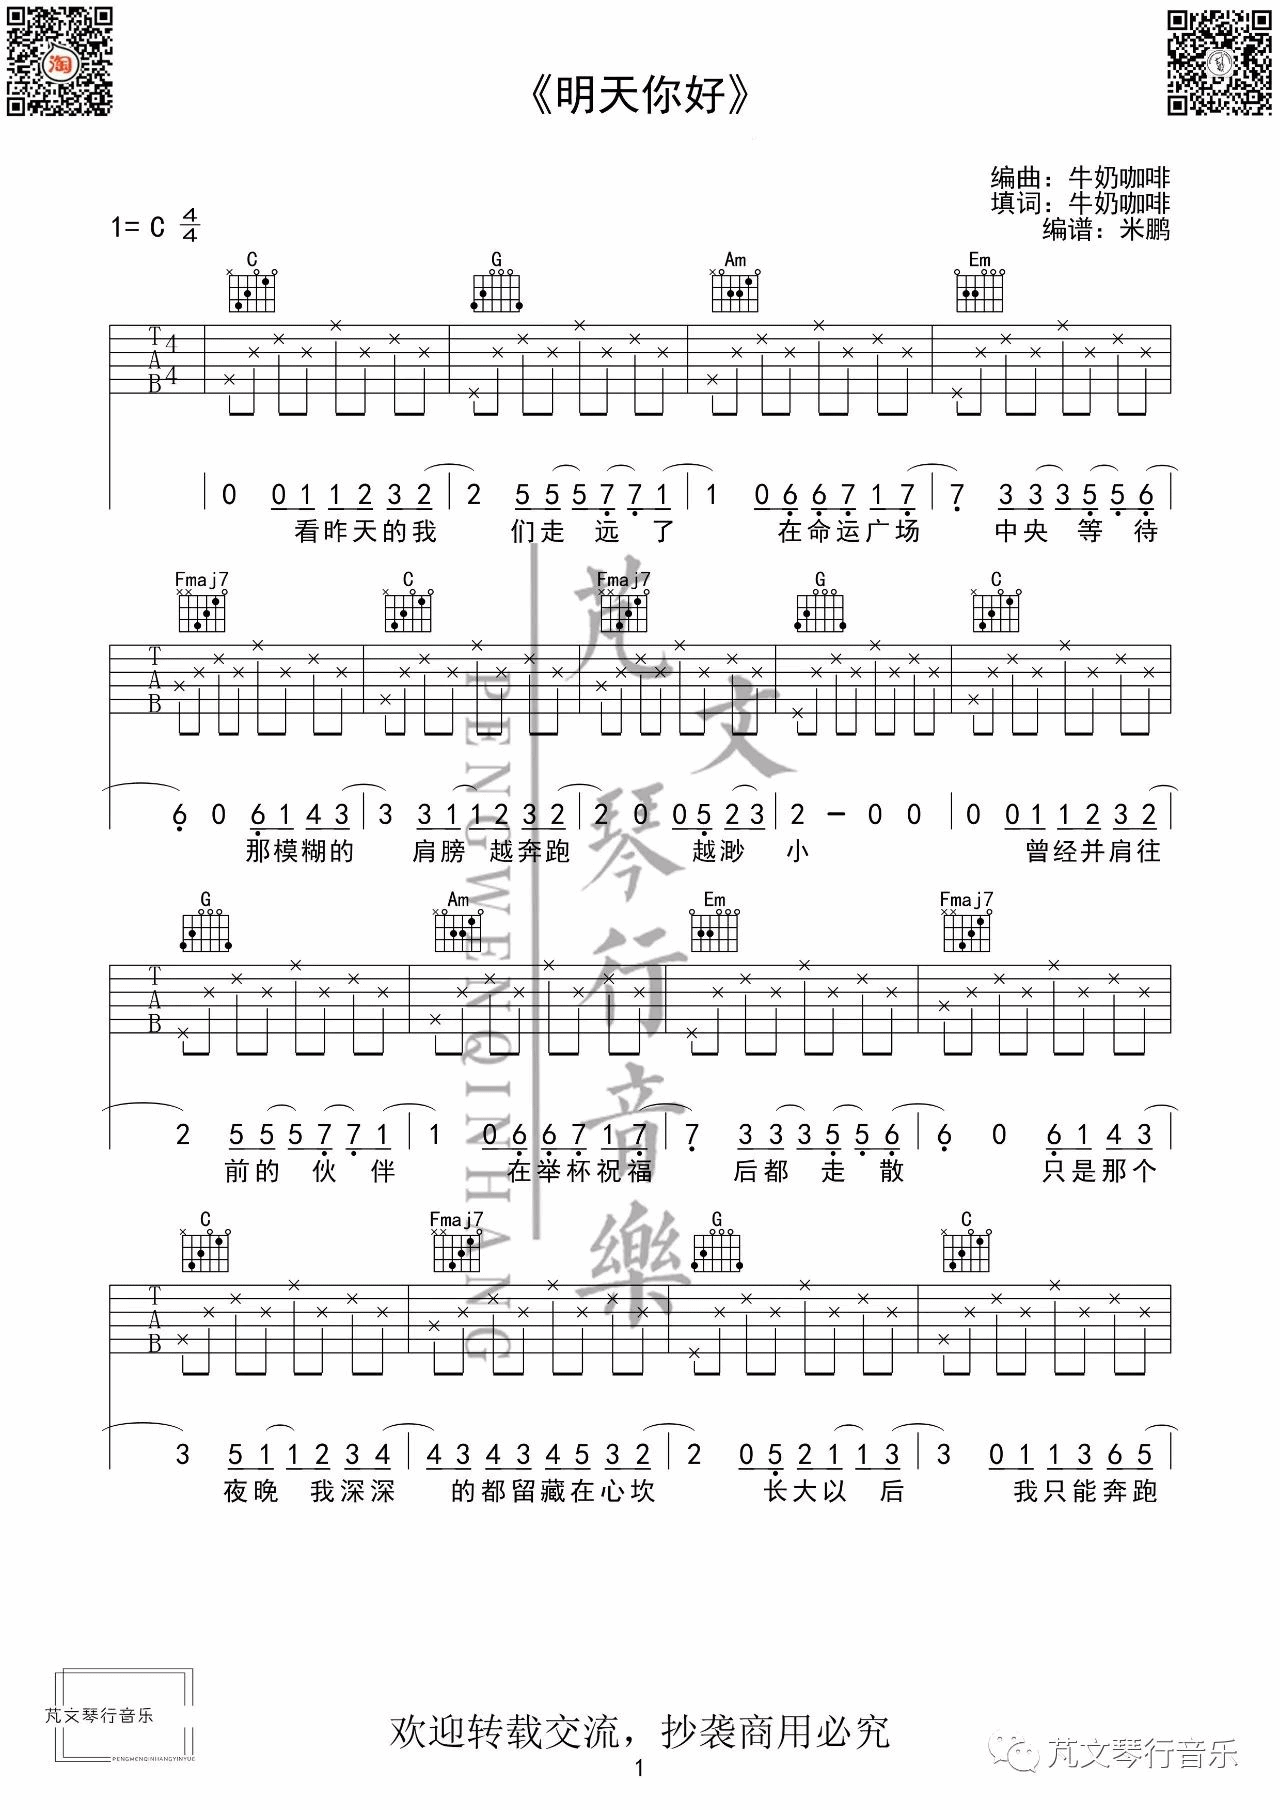 淘
《明天你好》
编曲：牛奶咖啡
填词：牛奶咖啡
编谱：米鹏
1= C 4/4
C G Am Em
T A B 4 4
0 0 1 1 2 3 2 | 2 5 5 5 7 7 1 | 1 0 6 6 7 1 7 | 7 3 3 3 5 5 6
看昨天的我 们走 远 了 在命运广场 中央 等 待
Fmaj7 C Fmaj7 G C
T A B
6 0 6 1 4 3 | 3 3 1 1 2 3 2 | 2 0 0 5 2 3 | 2 - 0 0 | 0 0 1 1 2 3 2
那模糊的 肩膀 越奔跑 越渺 小 曾经并肩往
G Am Em Fmaj7
T A B
2 5 5 5 7 7 1 | 1 0 6 6 7 1 7 | 7 3 3 3 5 5 6 | 6 0 6 1 4 3
前的 伙 伴 在举杯祝福 后都 走 散 只是那个
C Fmaj7 G C
T A B
3 5 1 1 2 3 4 | 4 3 4 3 4 5 3 2 | 2 0 5 2 1 1 3 | 3 0 1 1 3 6 5
夜晚 我深深 的都留藏在心坎 长大以 后 我只能奔跑
芃文琴行音樂
PENGWENQINHANG
芃文琴行音乐
PENGWENQINHANGYINYUE
欢迎转载交流，抄袭商用必究
芃文琴行音乐
1